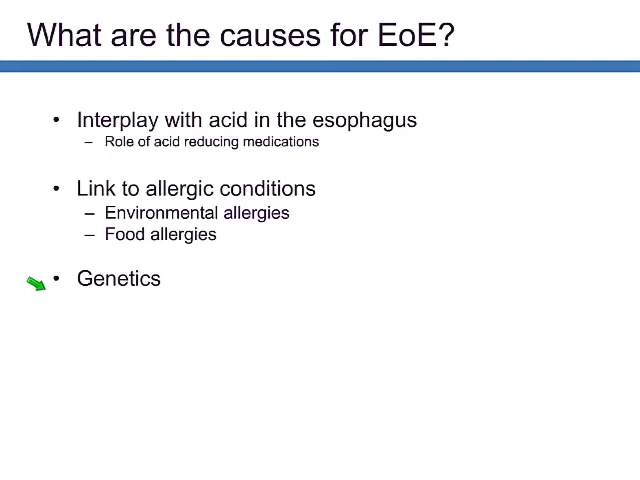 What are the causes for EoE?
• Interplay with acid in the esophagus
– Role of acid reducing medications
• Link to allergic conditions
– Environmental allergies
– Food allergies
• Genetics